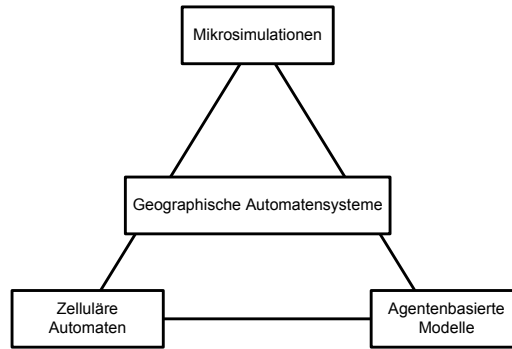 Mikrosimulationen
Geographische Automatensysteme
Zelluläre
Automaten
Agentenbasierte
Modelle